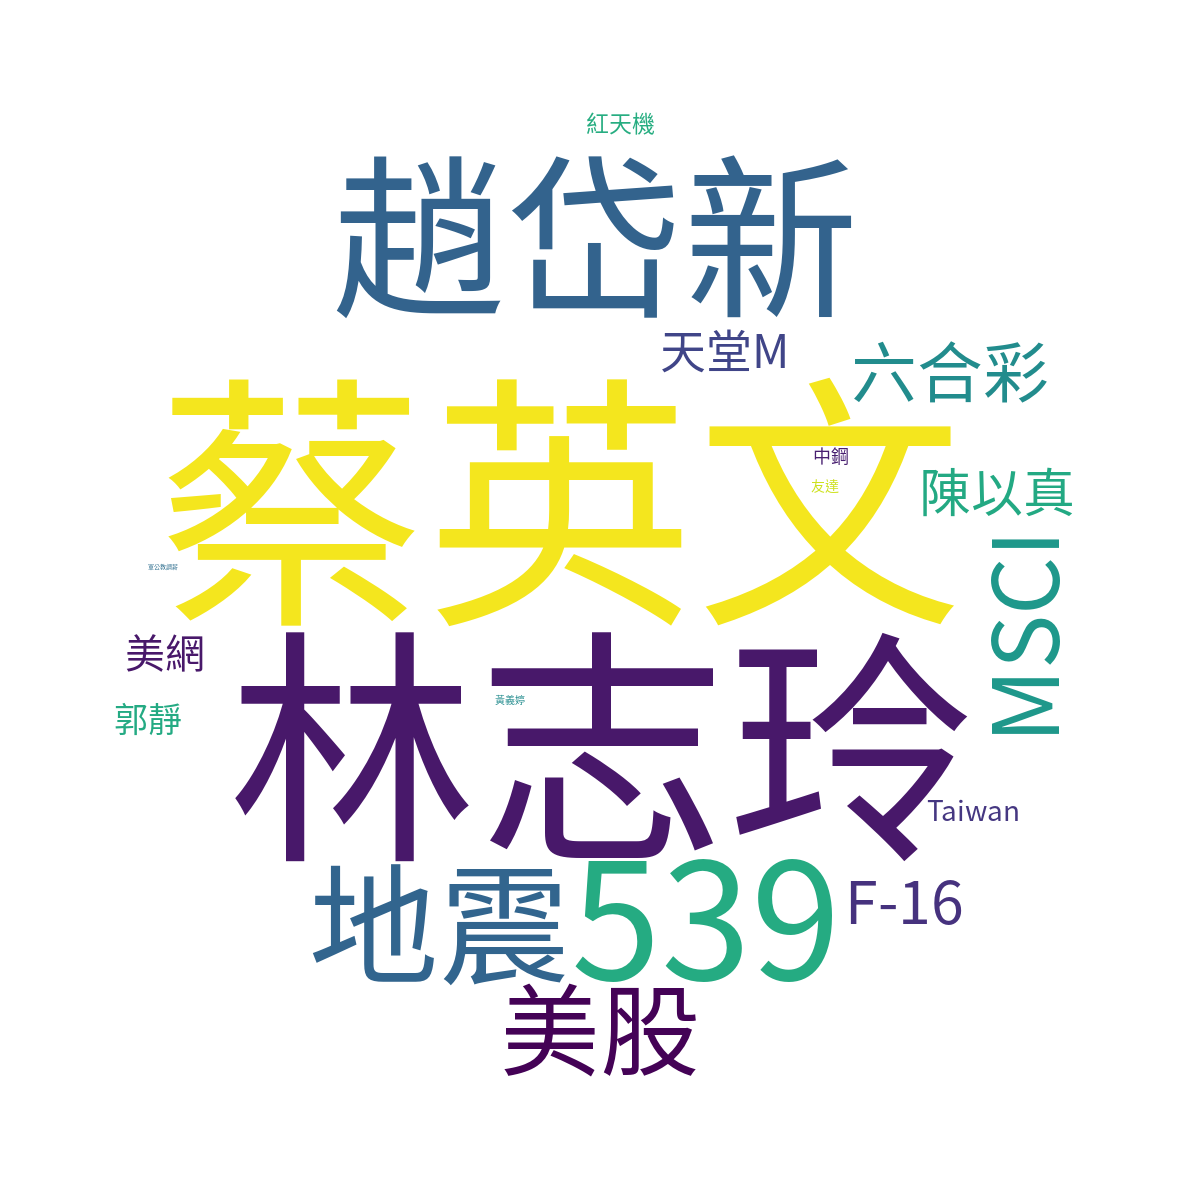 紅天機
趙岱新
天堂M
六合彩
蔡英文
中鋼
友達
陳以真
MSCI
軍公教調薪
美網
林志玲
黃義婷
郭靜
Taiwan
地震
539
F-16
美股